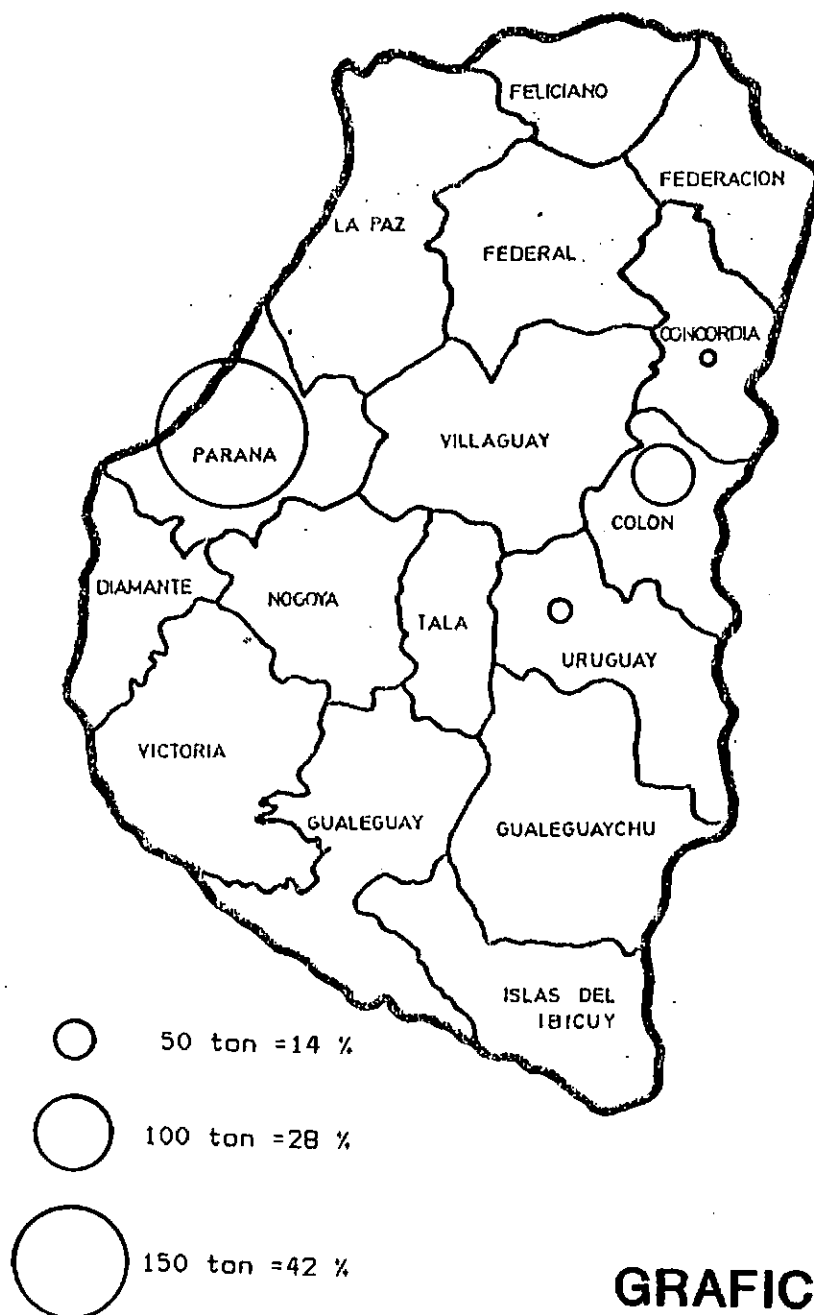 FELICIANO
FEDERACION
LA PAZ
FEDERAL
CONCORDIA
PARANA
VILLAGUAY
COLON
DIAMANTE
NOGOYA
TALA
URUGUAY
VICTORIA
GUALEGUAY
GUALEGUAYCHU
ISLAS DEL
IBICUY
50 ton =14 %
100 ton =28 %
150 ton =42 %
GRAFIC